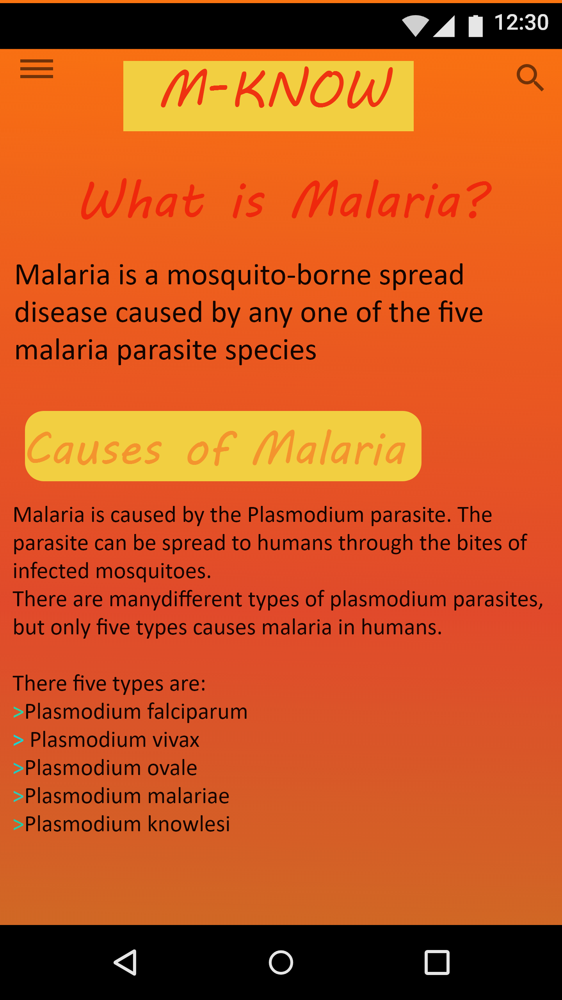 12:30
M-KNOW
What is Malaria?
Malaria is a mosquito-borne spread
disease caused by any one of the five
malaria parasite species
Causes of Malaria
Malaria is caused by the Plasmodium parasite. The
parasite can be spread to humans through the bites of
infected mosquitoes.
There are manydifferent types of plasmodium parasites,
but only five types causes malaria in humans.
There five types are:
>Plasmodium falciparum
> Plasmodium vivax
>Plasmodium ovale
>Plasmodium malariae
>Plasmodium knowlesi